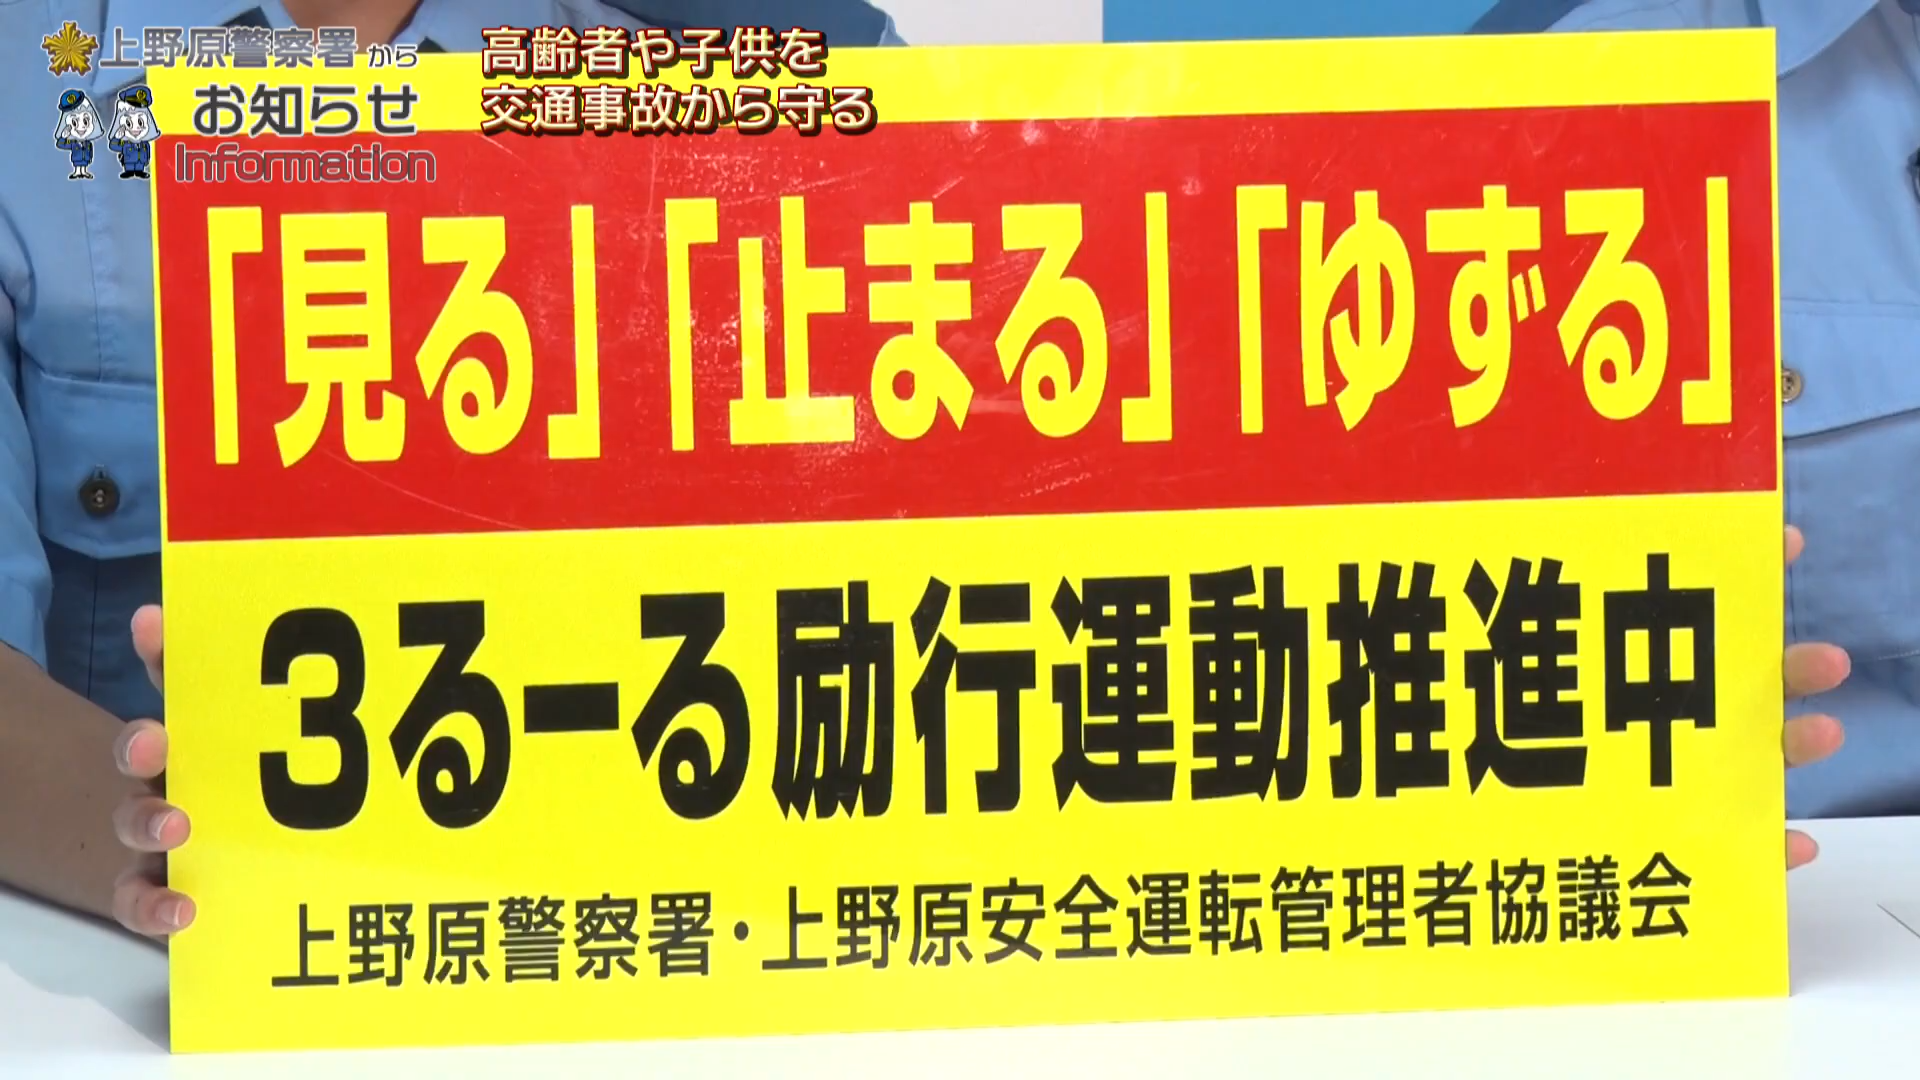 上野原警察署から
お知らせ
Information
高齢者や子供を
交通事故から守る
「見る」「止まる」「ゆずる」
3るーる励行運動推進中
上野原警察署・上野原安全運転管理者協議会